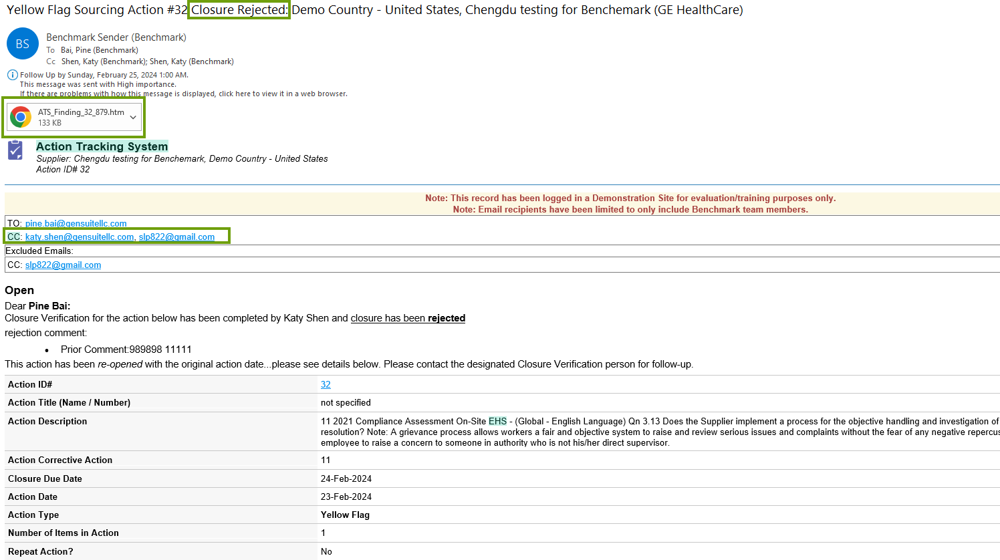 Yellow Flag Sourcing Action #32 Closure Rejected: Demo Country - United States, Chengdu testing for Benchemark (GE HealthCare)
BS
Benchmark Sender (Benchmark)
To Bai, Pine (Benchmark)
Cc Shen, Katy (Benchmark); Shen, Katy (Benchmark)
Follow Up by Sunday, February 25, 2024 1:00 AM.
This message was sent with High importance.
If there are problems with how this message is displayed, click here to view it in a web browser.
ATS_Finding_32_879.htm
133 KB
Action Tracking System
Supplier: Chengdu testing for Benchemark, Demo Country - United States
Action ID# 32
Note: This record has been logged in a Demonstration Site for evaluation/training purposes only.
Note: Email recipients have been limited to only include Benchmark team members.
TO: pine.bai@gensuitellc.com
CC: katy.shen@gensuitellc.com, slp822@gmail.com
Excluded Emails:
CC: slp822@gmail.com
Open
Dear Pine Bai:
Closure Verification for the action below has been completed by Katy Shen and closure has been rejected
rejection comment:
• Prior Comment:989898 11111
This action has been re-opened with the original action date...please see details below. Please contact the designated Closure Verification person for follow-up.
Action ID# 32
Action Title (Name / Number) not specified
Action Description 11 2021 Compliance Assessment On-Site EHS - (Global - English Language) Qn 3.13 Does the Supplier implement a process for the objective handling and investigation of
resolution? Note: A grievance process allows workers a fair and objective system to raise and review serious issues and complaints without the fear of any negative repercus
employee to raise a concern to someone in authority who is not his/her direct supervisor.
Action Corrective Action 11
Closure Due Date 24-Feb-2024
Action Date 23-Feb-2024
Action Type Yellow Flag
Number of Items in Action 1
Repeat Action? No